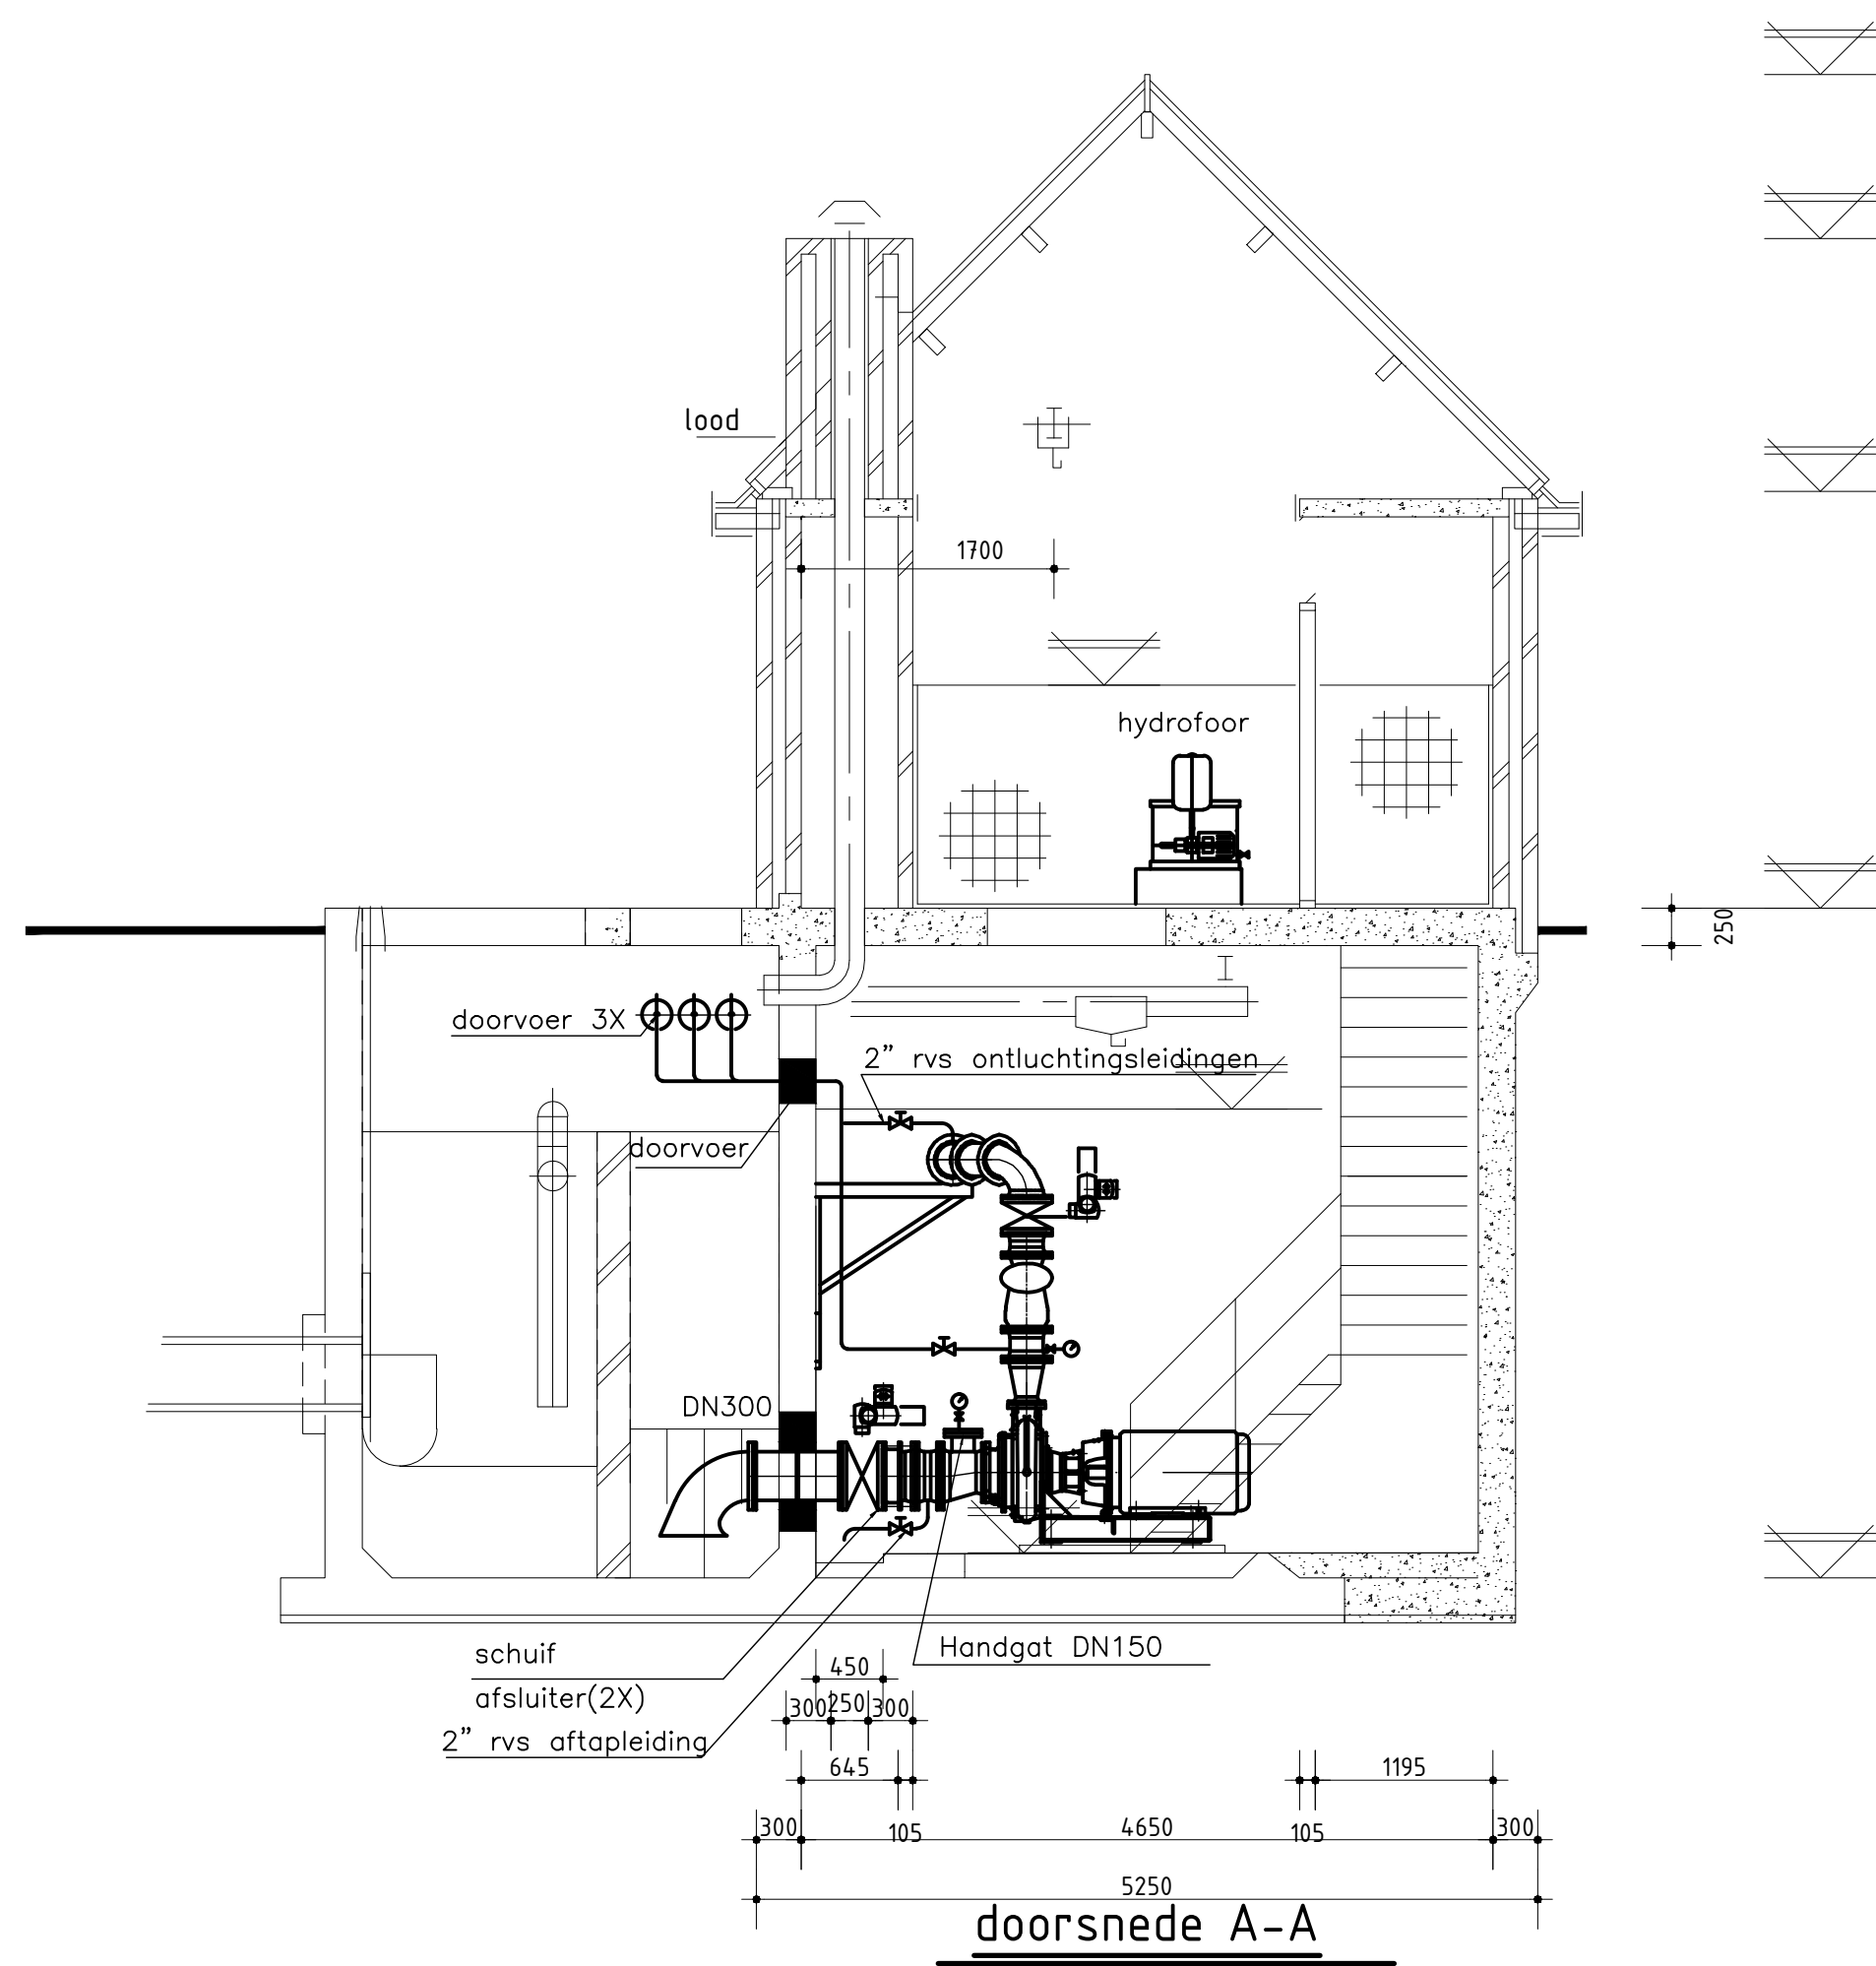 lood
1700
hydrofoor
250
doorvoer 3X
2” rvs ontluchtingsleidingen
doorvoer
DN300
schuif
afsluiter(2X)
2” rvs aftapleiding
Handgat DN150
450
300 250 300
645 1195
300 105 4650 105 300
5250
doorsnede A-A